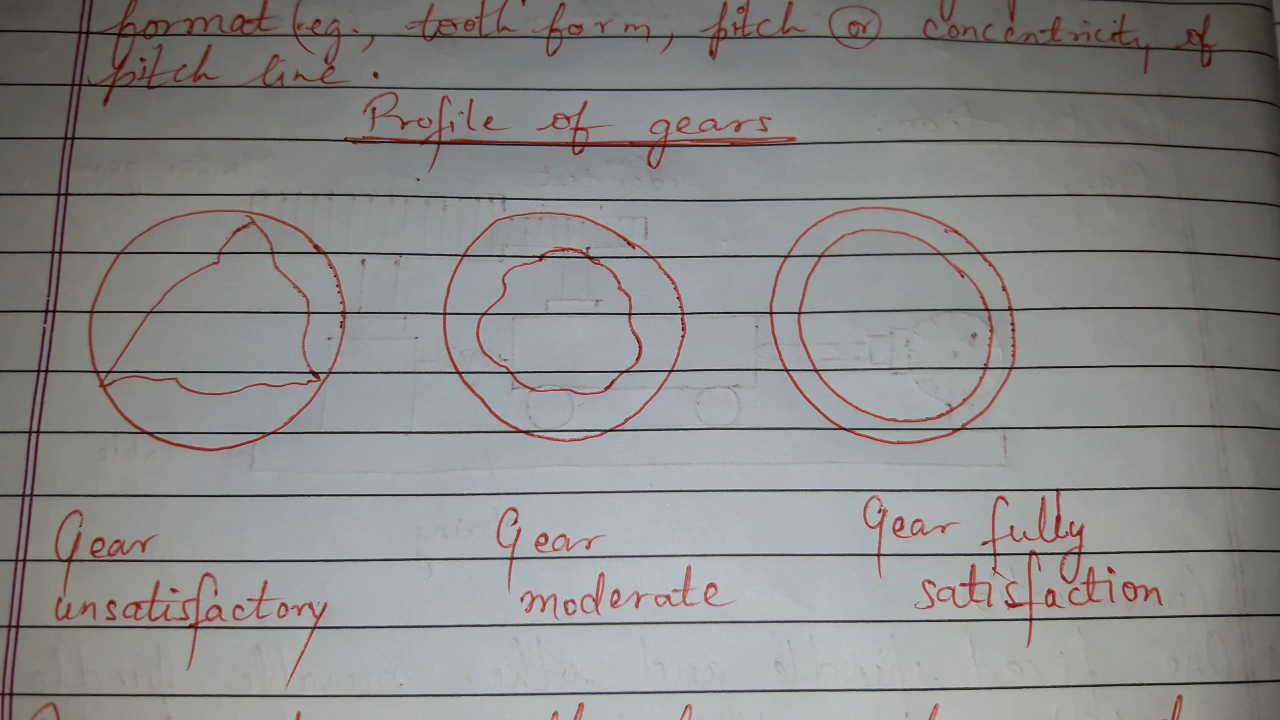 format (eg., tooth form, pitch or concentricity of
pitch line.
Profile of gears
Gear unsatisfactory
Gear moderate
Gear fully satisfaction